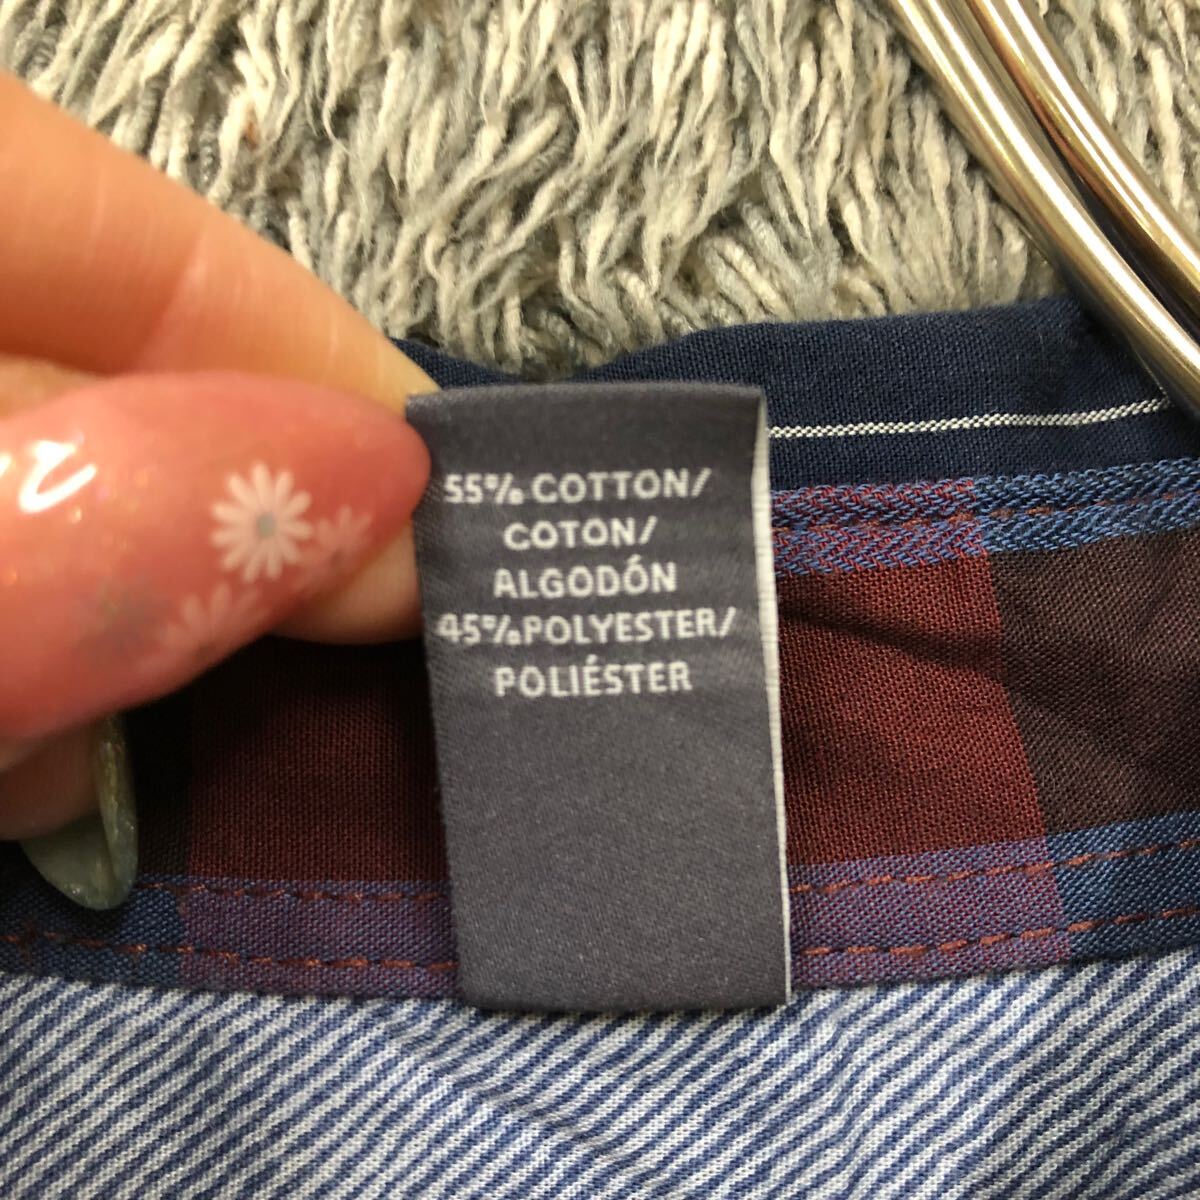 55% COTTON/
COTON/
ALGODÓN
45% POLYESTER/
POLIÉSTER